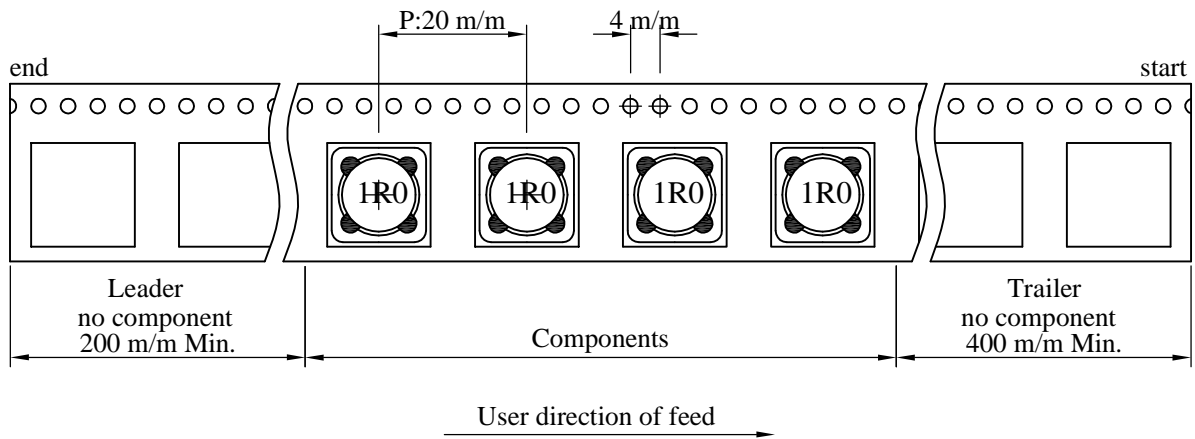 P:20 m/m
4 m/m
end
start
1R0
1R0
1R0
1R0
Leader
no component
200 m/m Min.
Components
Trailer
no component
400 m/m Min.
User direction of feed